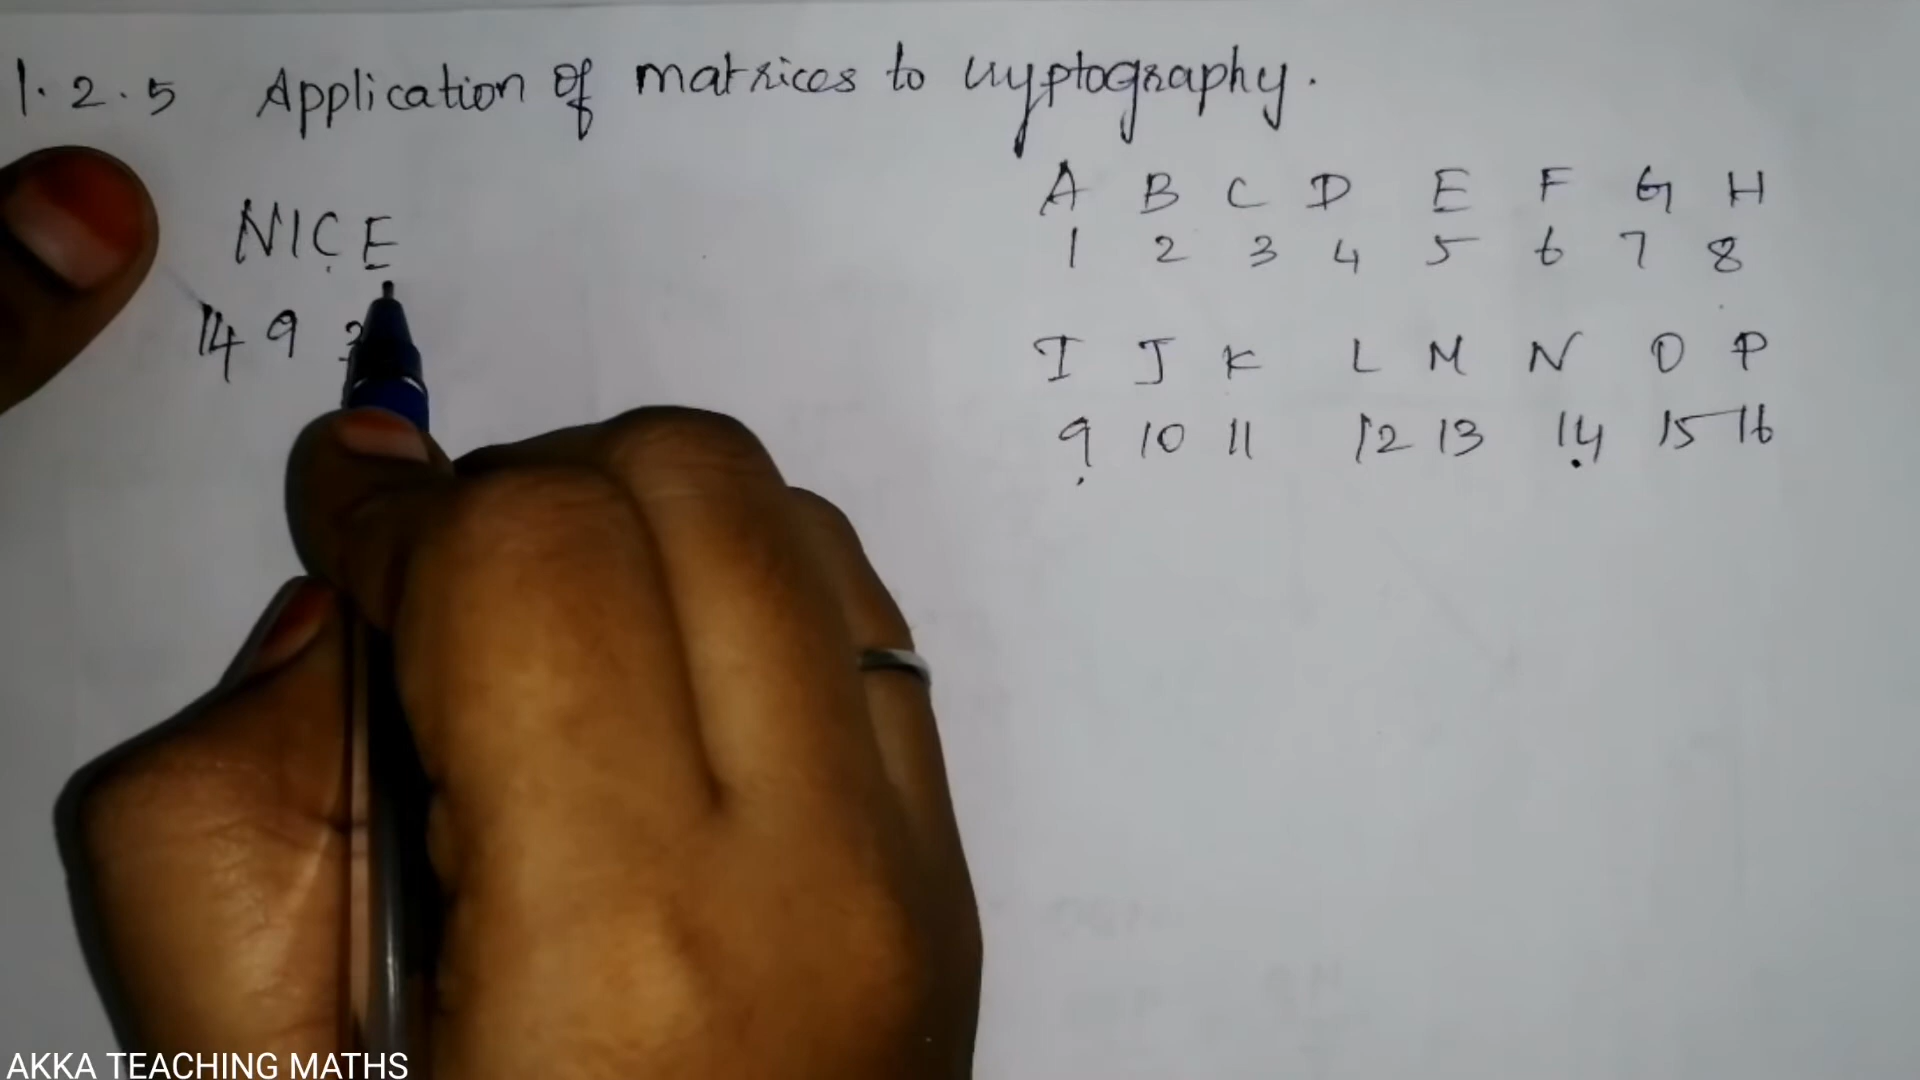 1.2.5 Application of matrices to cryptography.
A B C D E F G H
NICE
1 2 3 4 5 6 7 8
14 9 3
I J K L M N O P
9 10 11 12 13 14 15 16
AKKA TEACHING MATHS